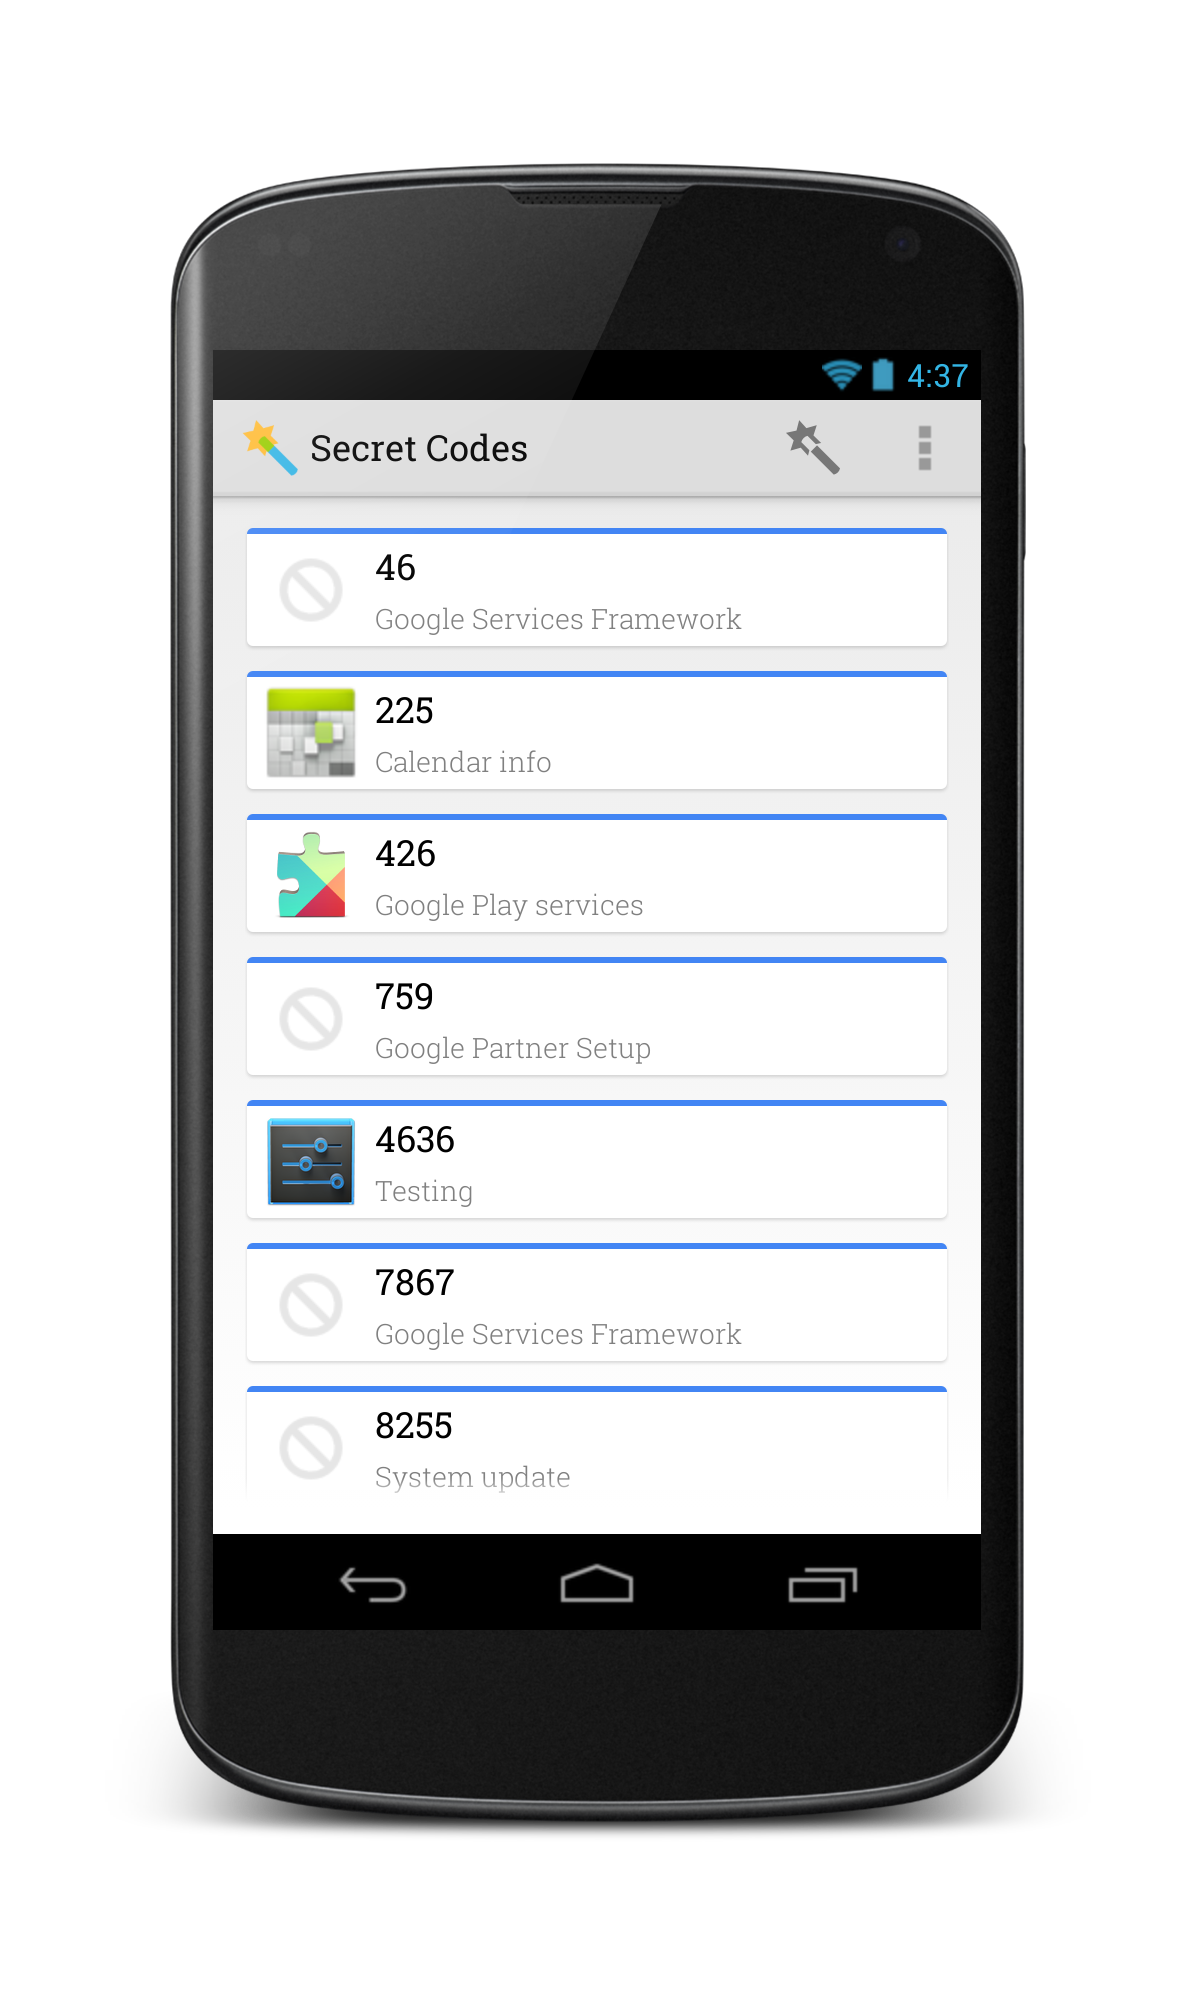 4:37
Secret Codes
46
Google Services Framework
225
Calendar info
426
Google Play services
759
Google Partner Setup
4636
Testing
7867
Google Services Framework
8255
System update